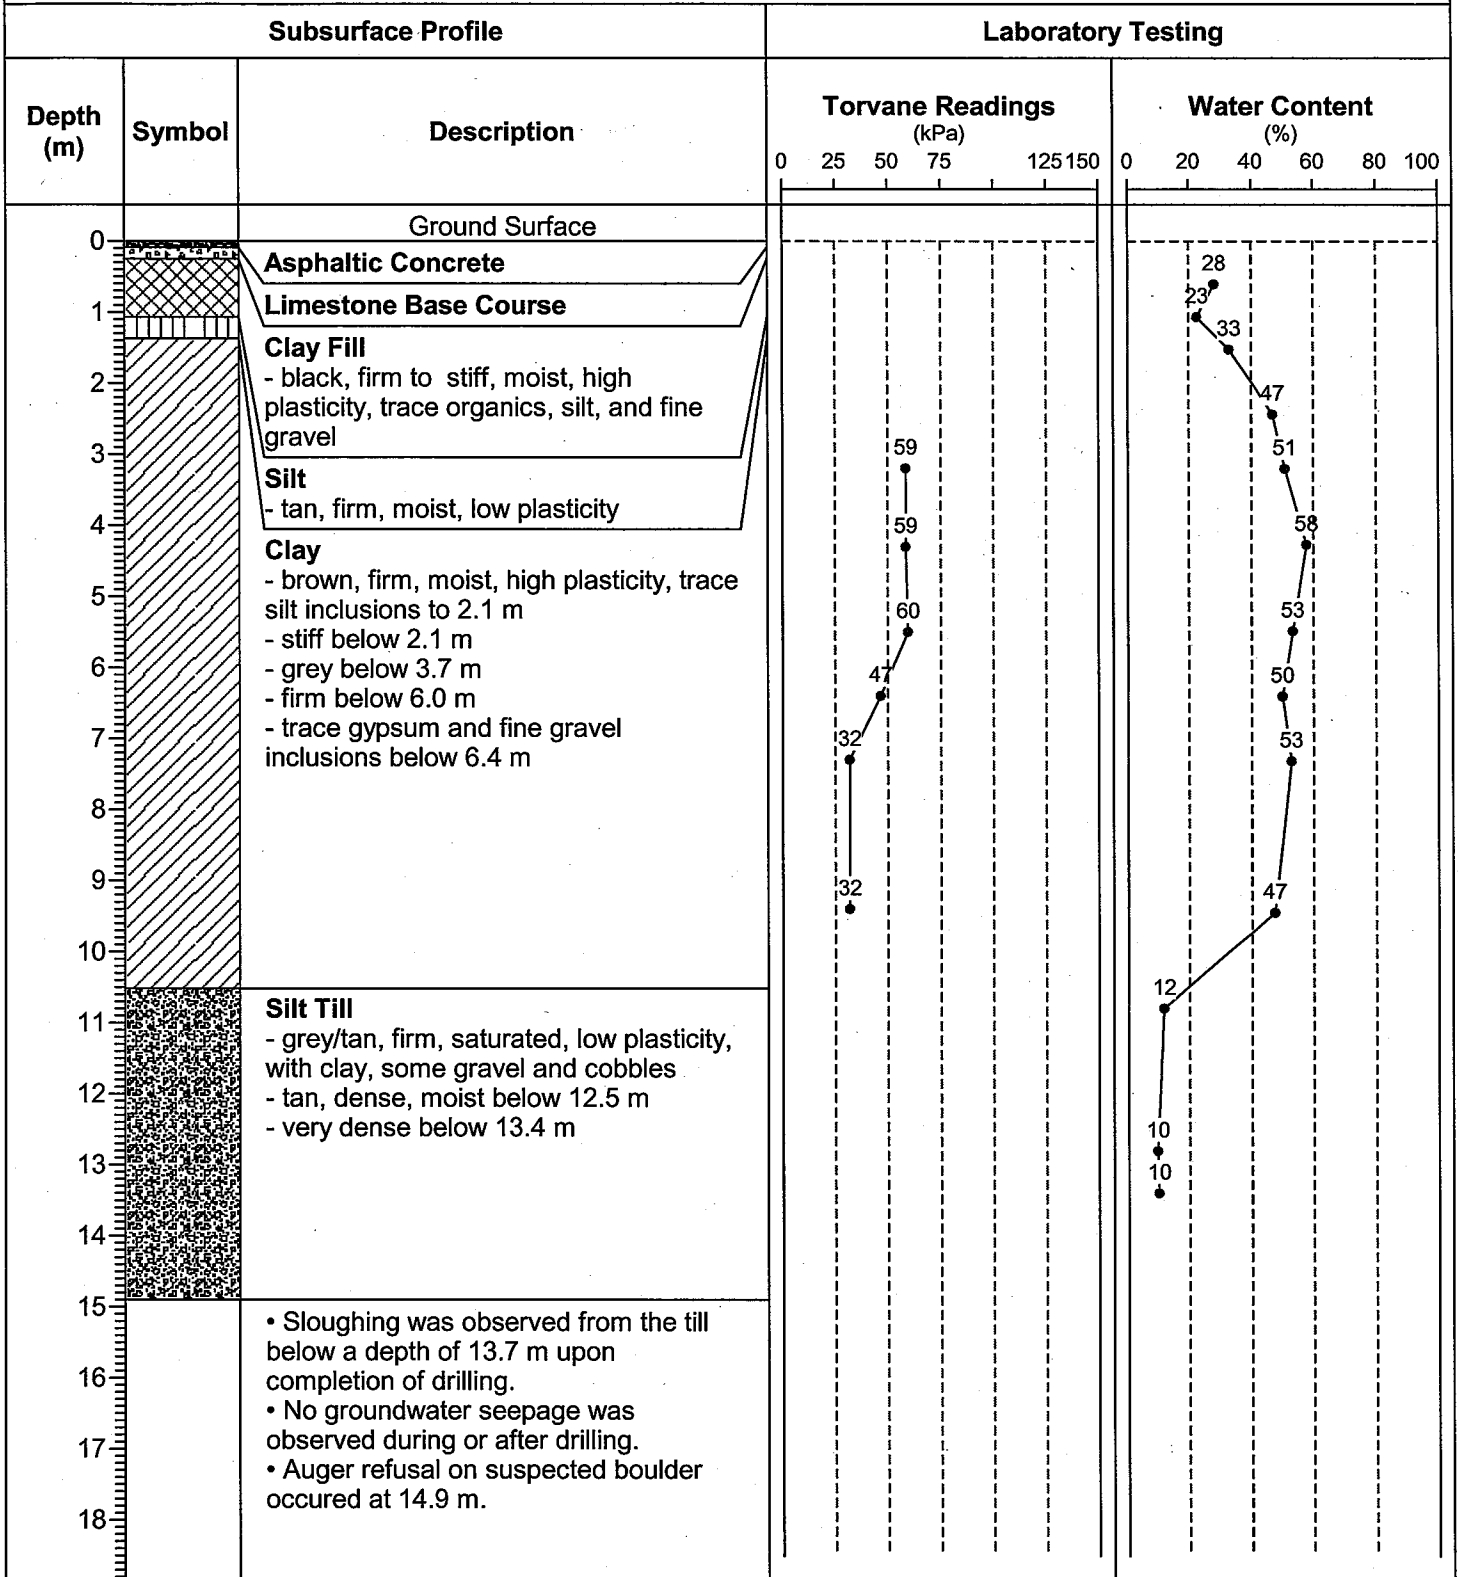 Subsurface Profile
Laboratory Testing
Depth
(m)
Symbol
Description
Torvane Readings
(kPa)
0 25 50 75 125 150
Water Content
(%)
0 20 40 60 80 100
Ground Surface
0
1
2
3
4
5
6
7
8
9
10
11
12
13
14
15
16
17
18
Asphaltic Concrete
Limestone Base Course
Clay Fill
- black, firm to stiff, moist, high
plasticity, trace organics, silt, and fine
gravel
Silt
- tan, firm, moist, low plasticity
Clay
- brown, firm, moist, high plasticity, trace
silt inclusions to 2.1 m
- stiff below 2.1 m
- grey below 3.7 m
- firm below 6.0 m
- trace gypsum and fine gravel
inclusions below 6.4 m
Silt Till
- grey/tan, firm, saturated, low plasticity,
with clay, some gravel and cobbles
- tan, dense, moist below 12.5 m
- very dense below 13.4 m
• Sloughing was observed from the till
below a depth of 13.7 m upon
completion of drilling.
• No groundwater seepage was
observed during or after drilling.
• Auger refusal on suspected boulder
occured at 14.9 m.
59
59
60
47
32
32
28
23
33
47
51
58
53
50
53
47
12
10
10